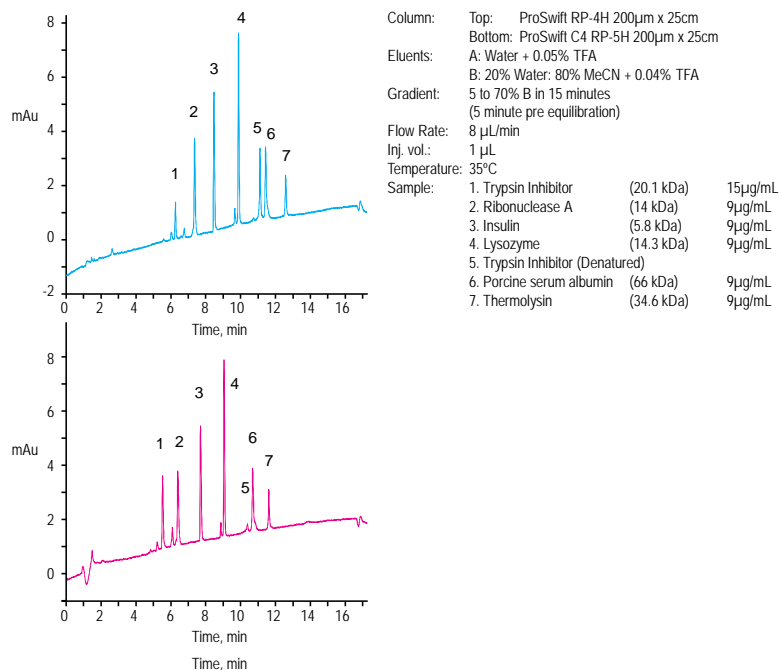 8
6
mAu
4
2
0
-2
1
2
3
4
5
6
7
0 2 4 6 8 10 12 14 16
Time, min
8
6
mAu
4
2
0
1
2
3
4
5
6
7
0 2 4 6 8 10 12 14 16
Time, min
Time, min
Column: Top: ProSwift RP-4H 200µm x 25cm
Bottom: ProSwift C4 RP-5H 200µm x 25cm
Eluents: A: Water + 0.05% TFA
B: 20% Water: 80% MeCN + 0.04% TFA
Gradient: 5 to 70% B in 15 minutes
(5 minute pre equilibration)
Flow Rate: 8 µL/min
Inj. vol.: 1 µL
Temperature: 35ºC
Sample: 1. Trypsin Inhibitor (20.1 kDa) 15µg/mL
2. Ribonuclease A (14 kDa) 9µg/mL
3. Insulin (5.8 kDa) 9µg/mL
4. Lysozyme (14.3 kDa) 9µg/mL
5. Trypsin Inhibitor (Denatured)
6. Porcine serum albumin (66 kDa) 9µg/mL
7. Thermolysin (34.6 kDa) 9µg/mL